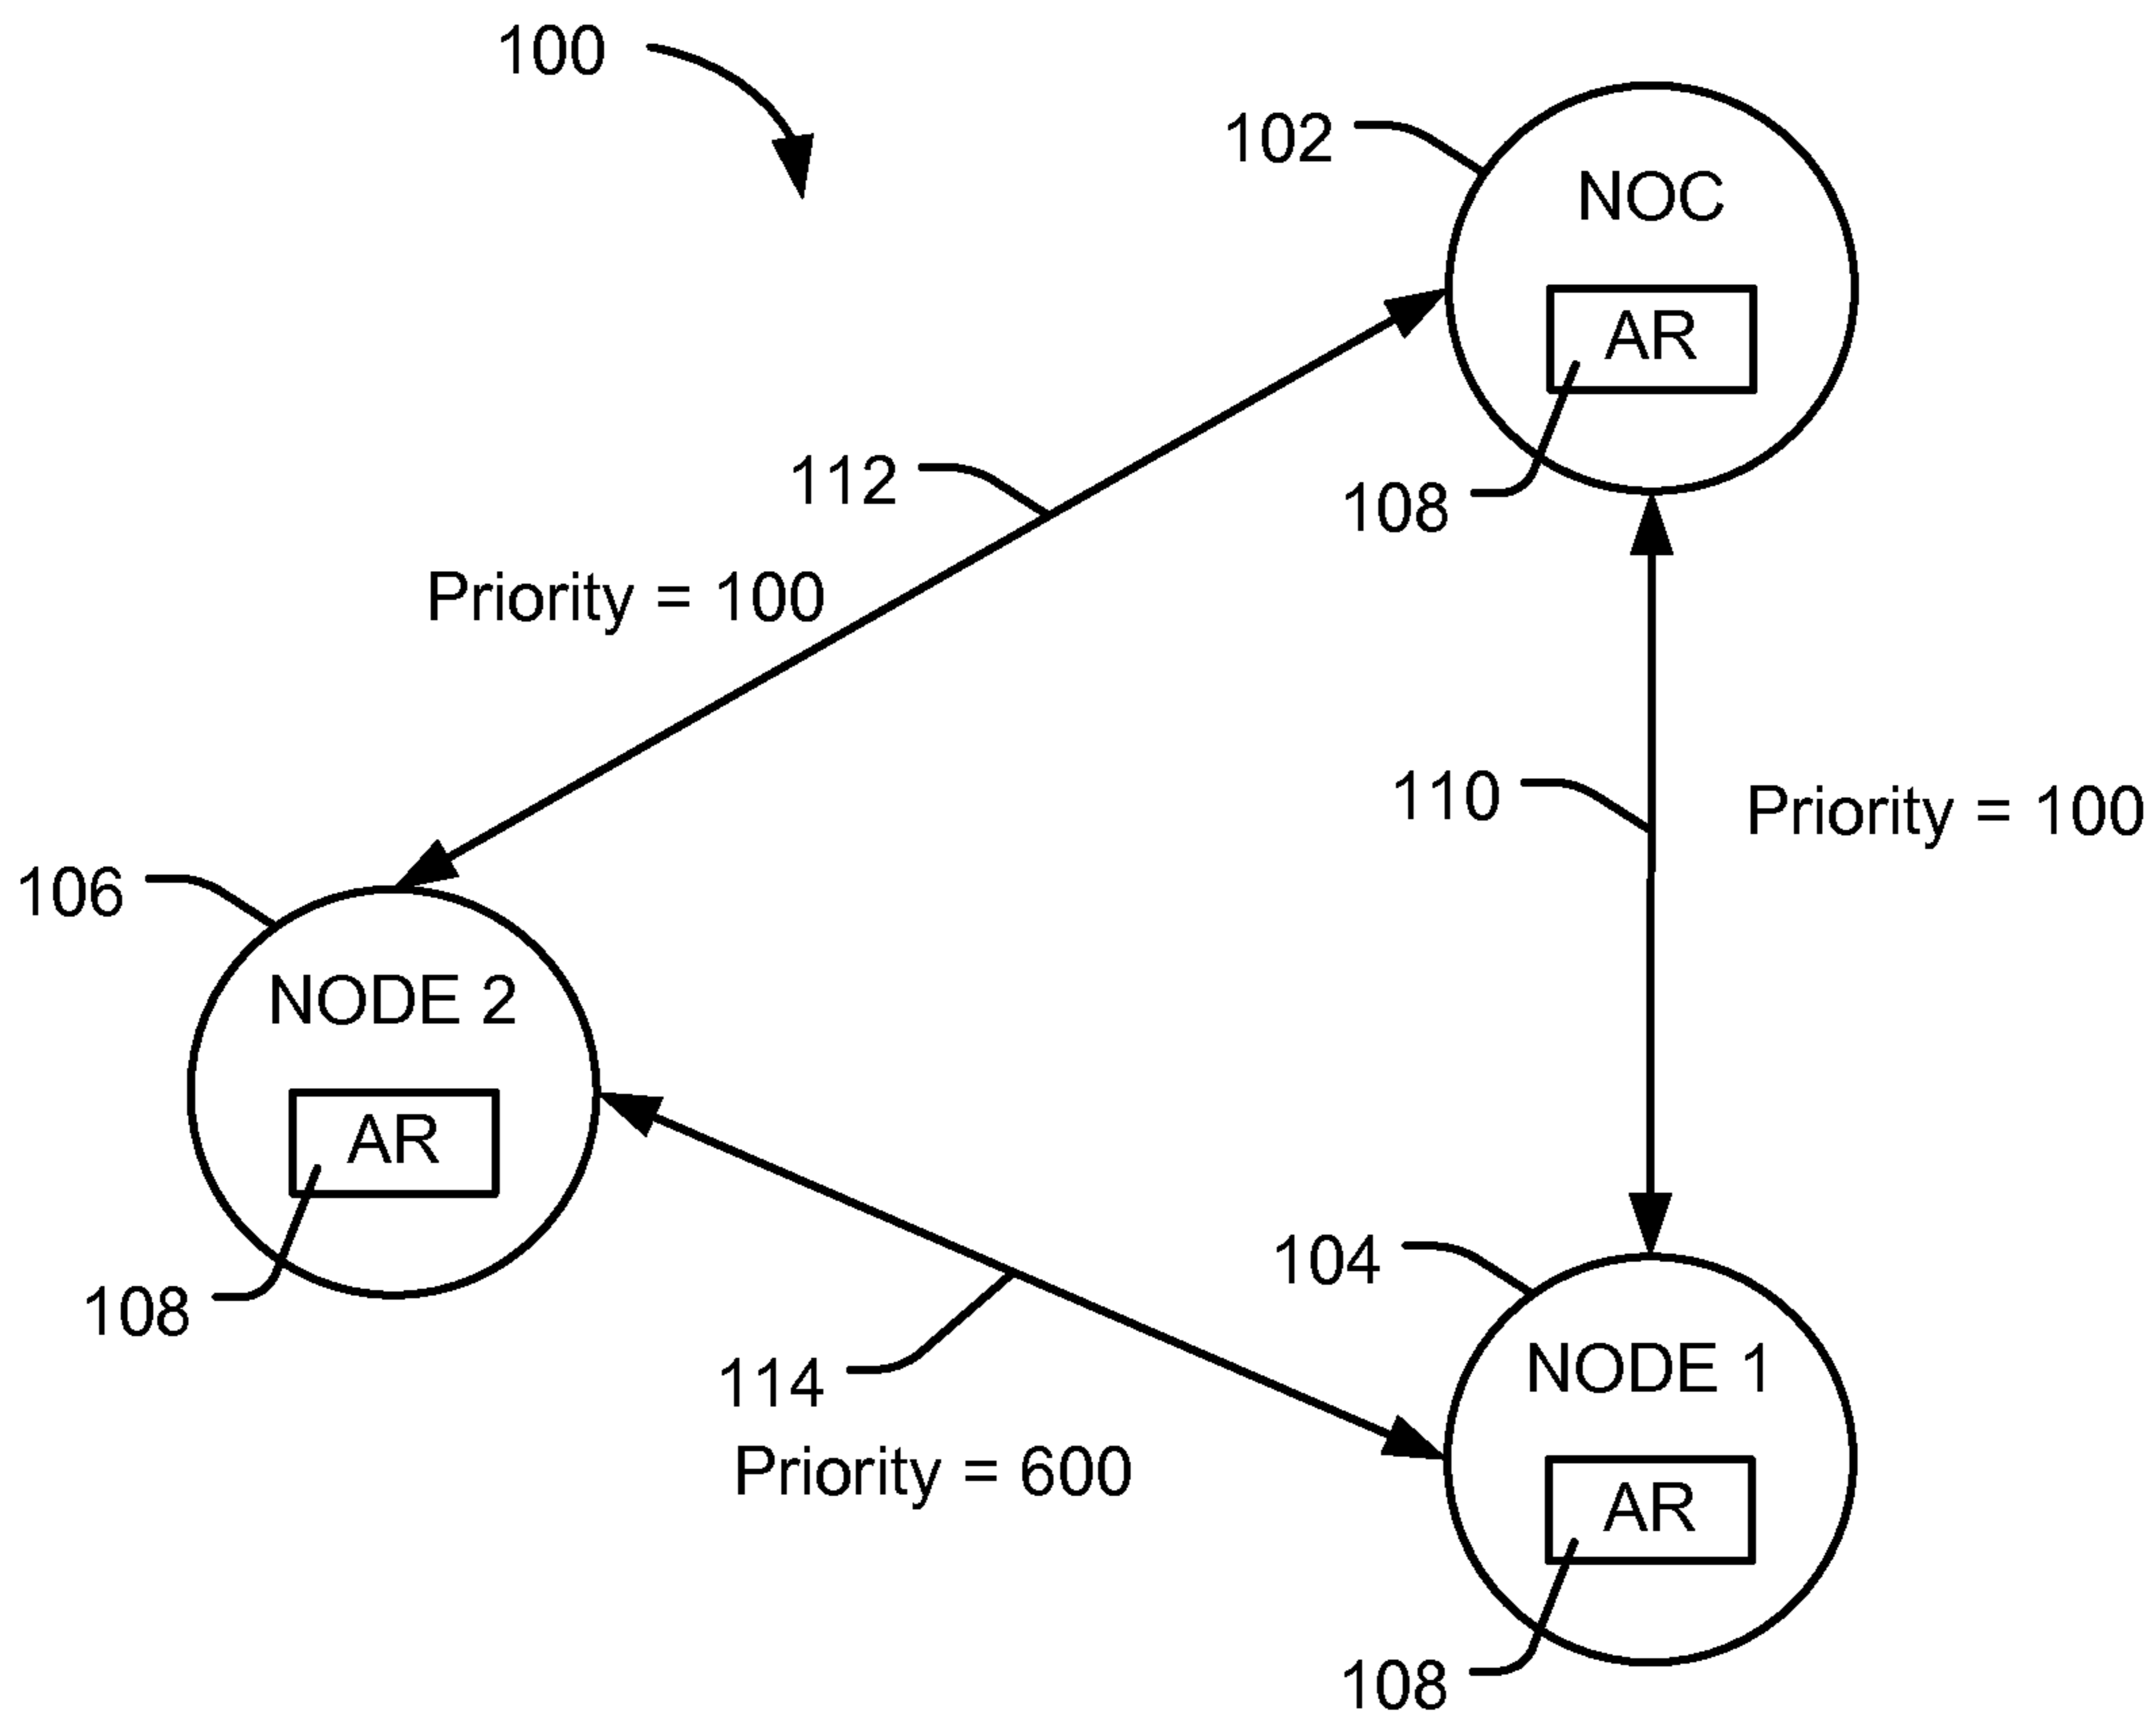 100
102
NOC
AR
112
108
Priority = 100
110
Priority = 100
106
NODE 2
AR
104
108
NODE 1
114
Priority = 600
AR
108